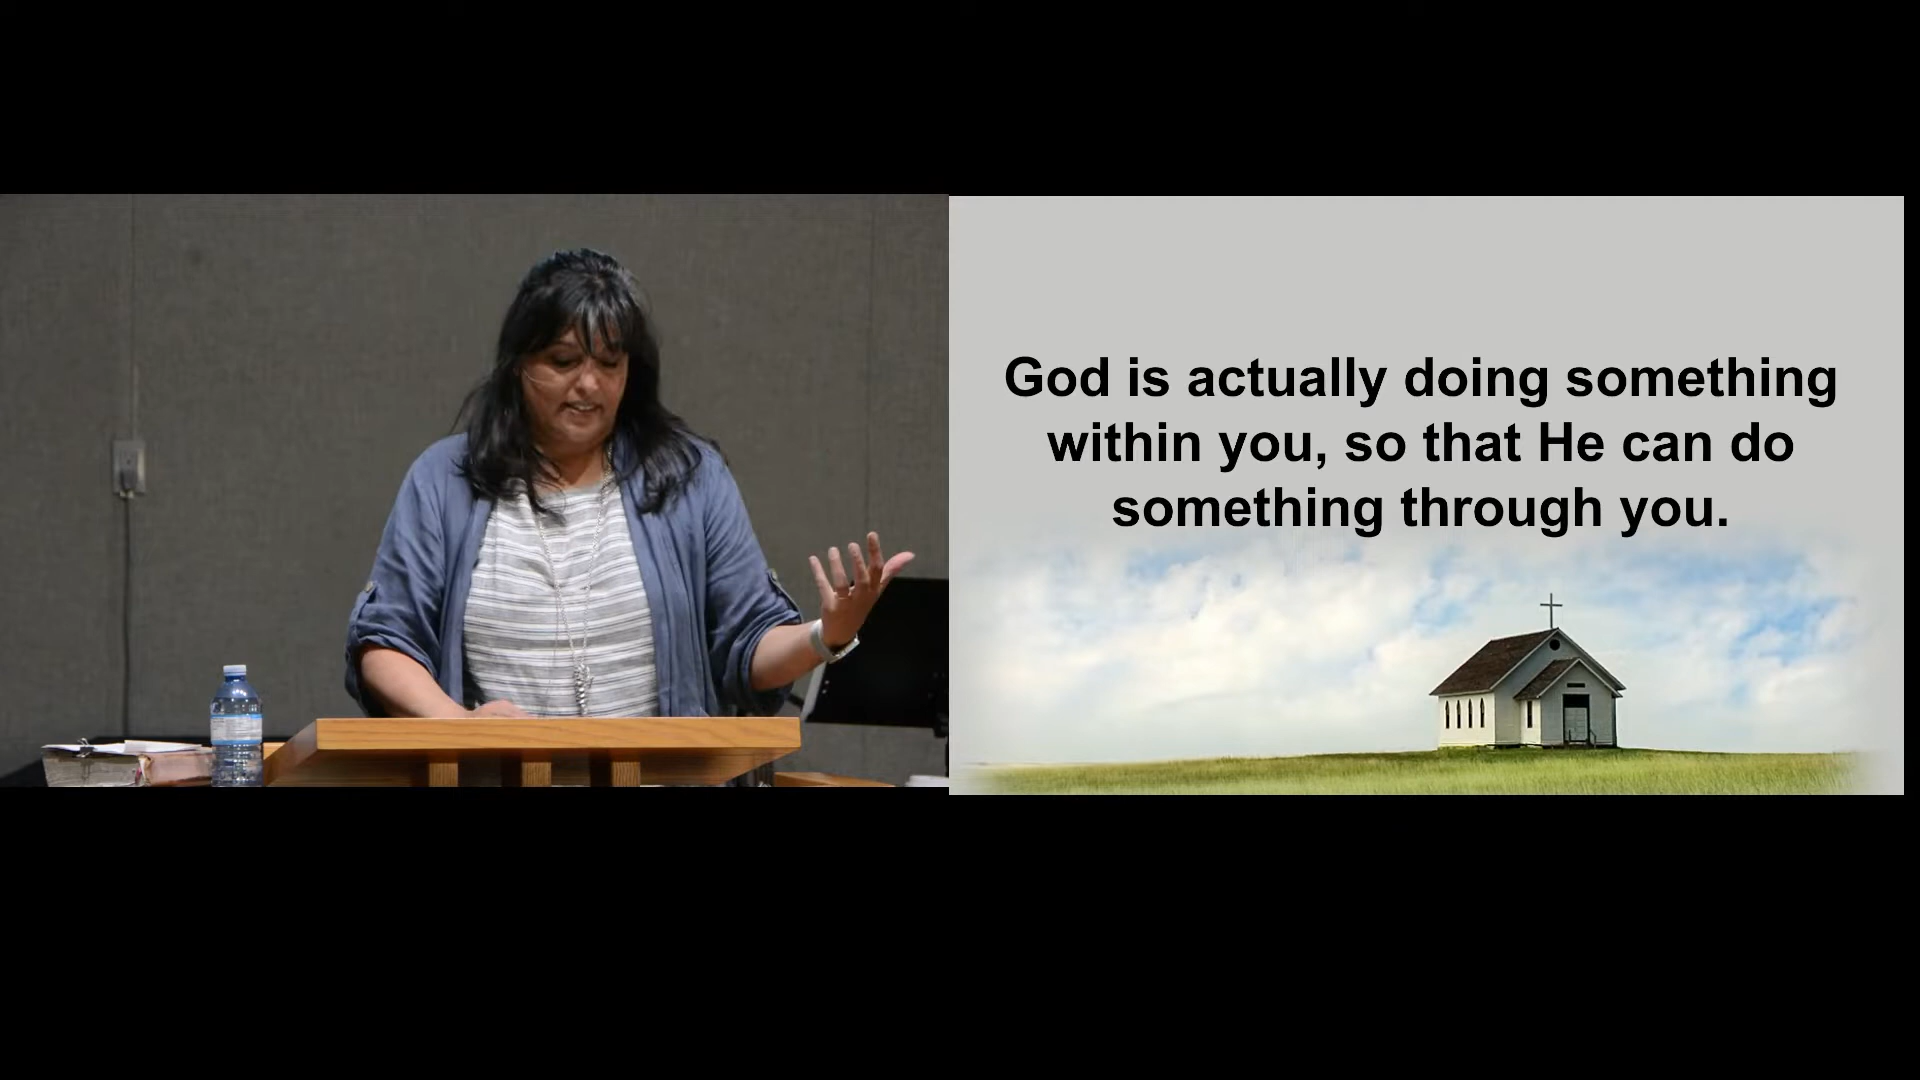 God is actually doing something
within you, so that He can do
something through you.